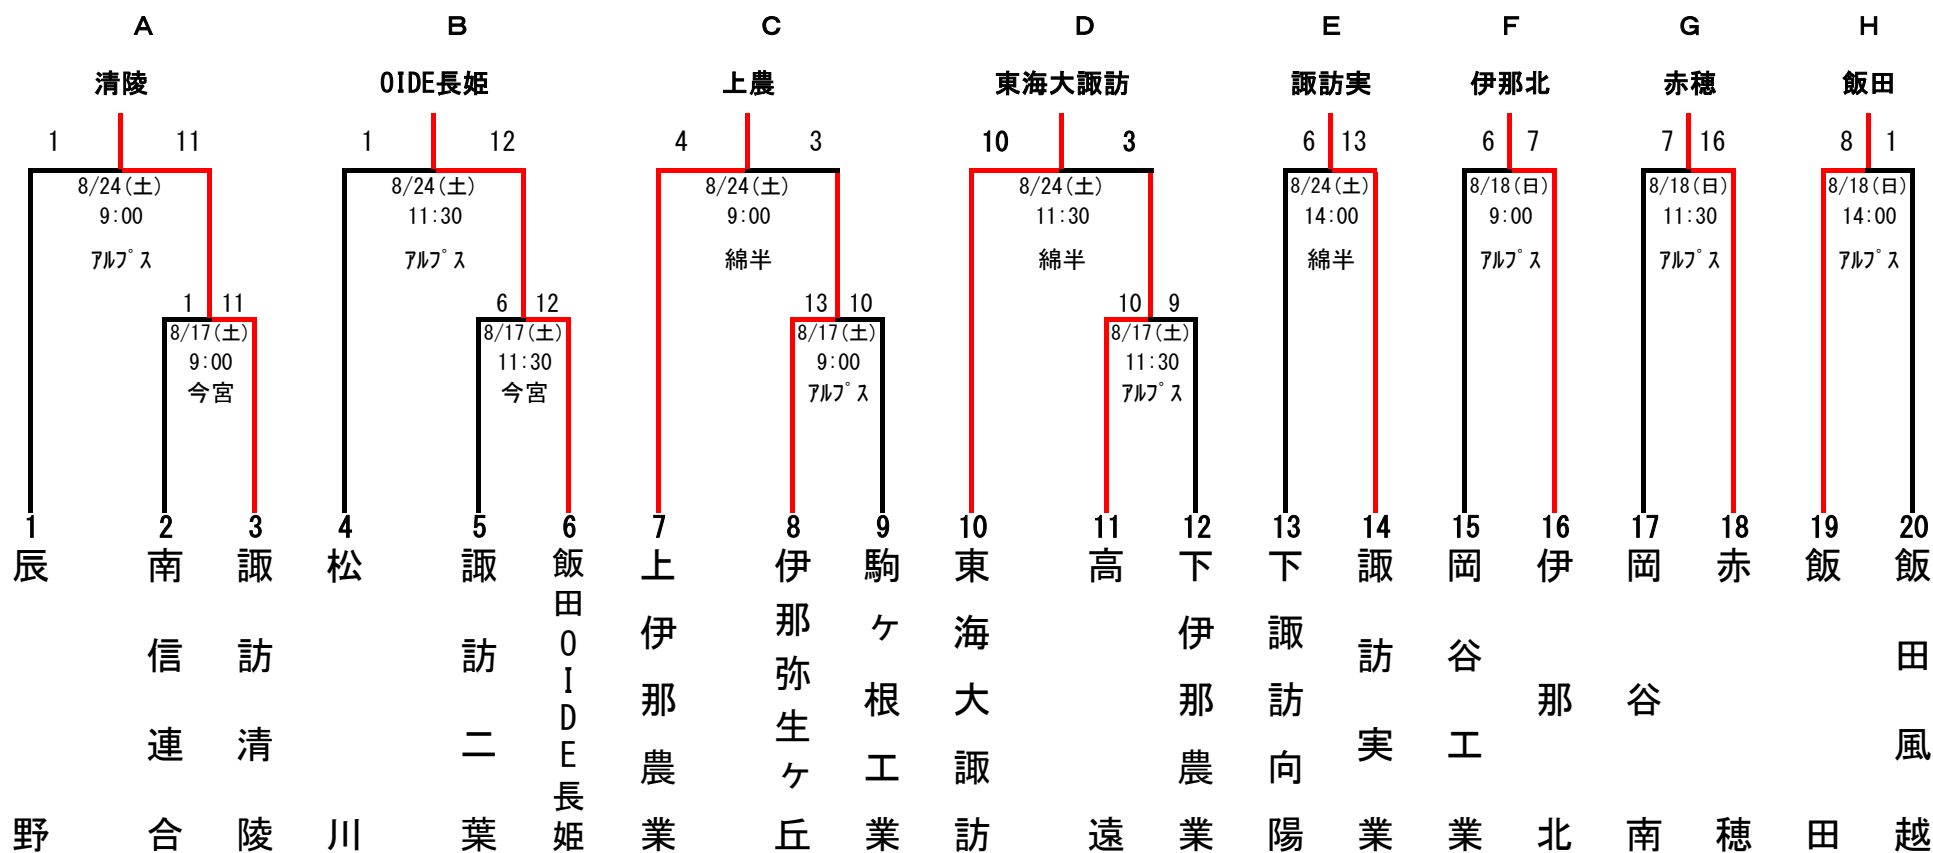 A B C D E F G H
清陵 OIDE長姫 上農 東海大諏訪 諏訪実 伊那北 赤穂 飯田
1 11 1 12 4 3 10 3 6 13 6 7 7 16 8 1
8/24(土) 8/24(土) 8/24(土) 8/24(土) 8/24(土) 8/18(日) 8/18(日) 8/18(日)
9:00 11:30 9:00 11:30 14:00 9:00 11:30 14:00
ｱﾙﾌﾟｽ ｱﾙﾌﾟｽ 綿半 綿半 綿半 ｱﾙﾌﾟｽ ｱﾙﾌﾟｽ ｱﾙﾌﾟｽ
1 11 6 12 13 10 10 9
8/17(土) 8/17(土) 8/17(土) 8/17(土)
9:00 11:30 9:00 11:30
今宮 今宮 ｱﾙﾌﾟｽ ｱﾙﾌﾟｽ
1 2 3 4 5 6 7 8 9 10 11 12 13 14 15 16 17 18 19 20
辰野
南信連合
諏訪清陵
松川
諏訪二葉
飯田OIDE長姫
上伊那農業
伊那弥生ヶ丘
駒ヶ根工業
東海大諏訪
高遠
下伊那農業
下諏訪向陽
諏訪実業
岡谷工業
伊那北
岡谷南
赤穂
飯田
飯田風越